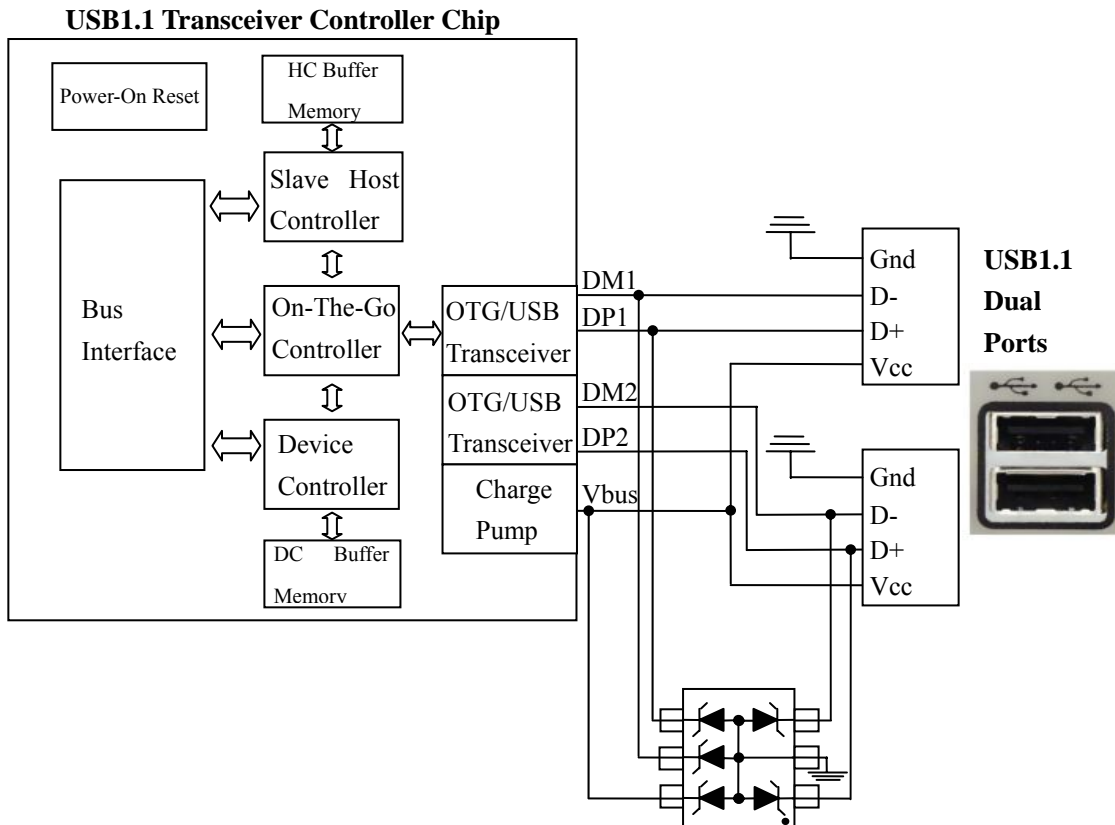 USB1.1 Transceiver Controller Chip
Power-On Reset
HC Buffer
Memory
Slave Host
Controller
Bus
Interface
On-The-Go
Controller
Device
Controller
DC Buffer
Memory
OTG/USB
Transceiver
OTG/USB
Transceiver
Charge
Pump
DM1
DP1
DM2
DP2
Vbus
Gnd
D-
D+
Vcc
Gnd
D-
D+
Vcc
USB1.1
Dual
Ports